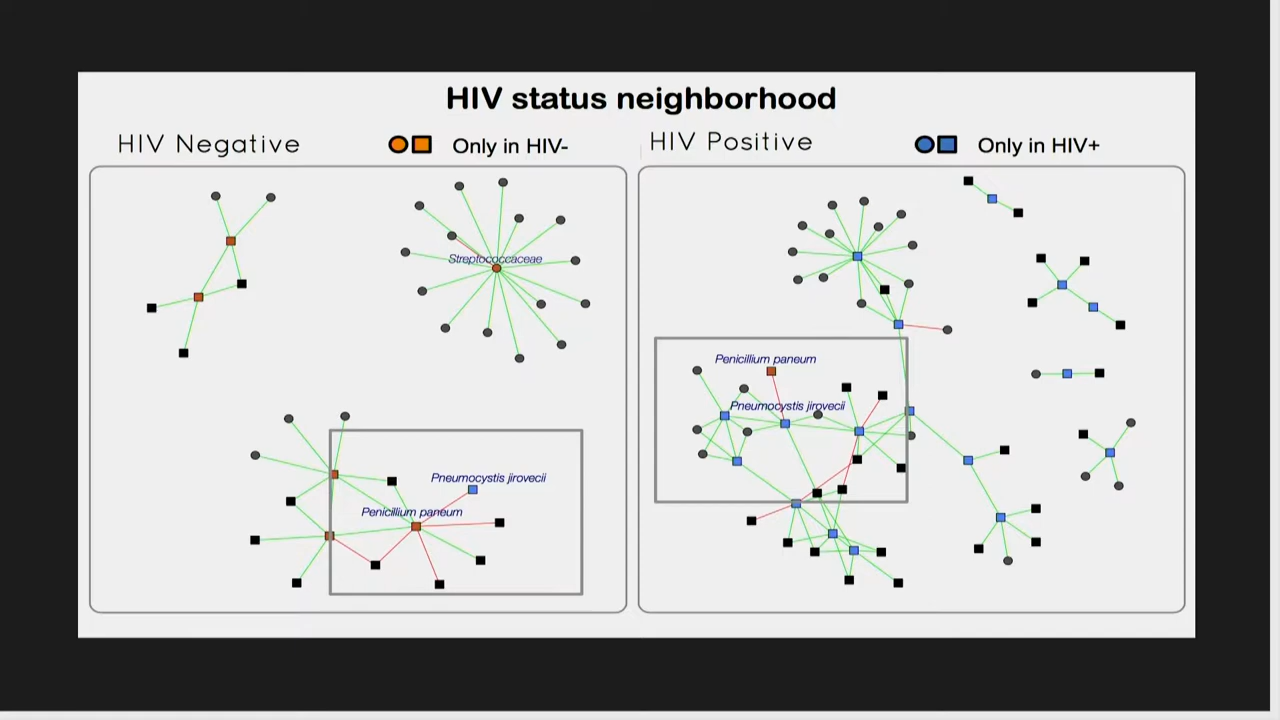 HIV status neighborhood
HIV Negative
Only in HIV-
HIV Positive
Only in HIV+
Streptococcaceae
Penicillium paneum
Pneumocystis jirovecii
Pneumocystis jirovecii
Penicillium paneum